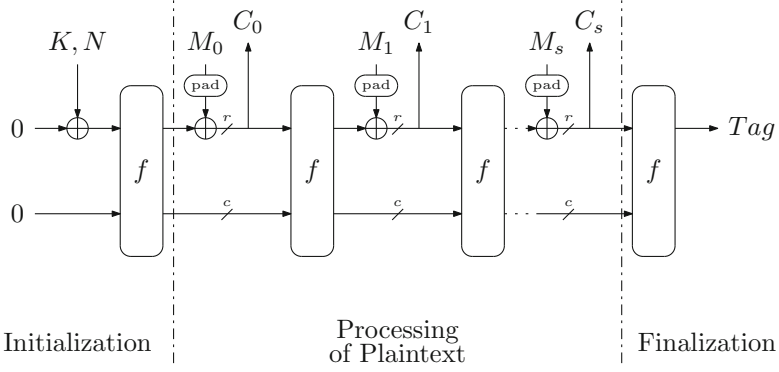 K, N
M_0
C_0
M_1
C_1
M_s
C_s
pad
pad
pad
0
r
r
r
Tag
f
f
f
f
0
c
c
c
Initialization
Processing
of Plaintext
Finalization